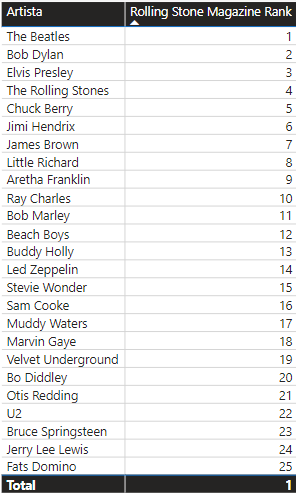 Artista Rolling Stone Magazine Rank
The Beatles 1
Bob Dylan 2
Elvis Presley 3
The Rolling Stones 4
Chuck Berry 5
Jimi Hendrix 6
James Brown 7
Little Richard 8
Aretha Franklin 9
Ray Charles 10
Bob Marley 11
Beach Boys 12
Buddy Holly 13
Led Zeppelin 14
Stevie Wonder 15
Sam Cooke 16
Muddy Waters 17
Marvin Gaye 18
Velvet Underground 19
Bo Diddley 20
Otis Redding 21
U2 22
Bruce Springsteen 23
Jerry Lee Lewis 24
Fats Domino 25
Total 1